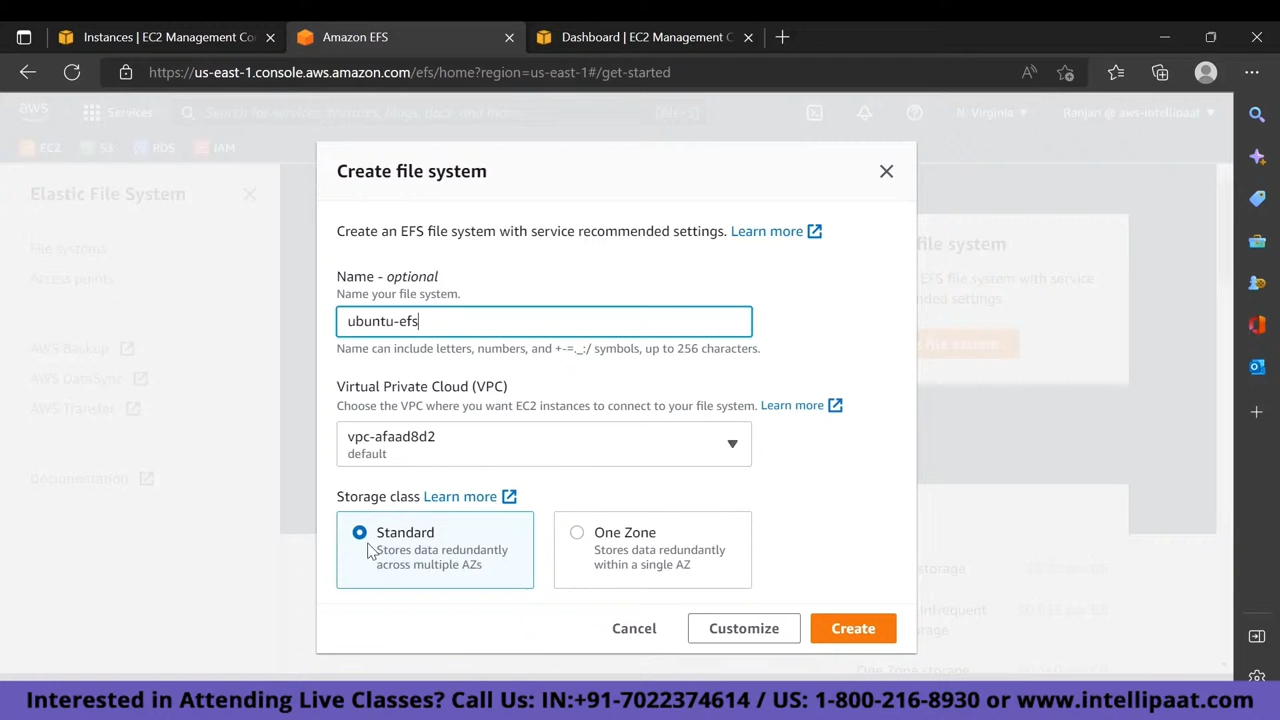 Instances | EC2 Management Co
Amazon EFS
Dashboard | EC2 Management C
https://us-east-1.console.aws.amazon.com/efs/home?region=us-east-1#/get-started
aws
Services
Search for services, features, blogs, docs, and more
[Alt+S]
N. Virginia
Ranjan @ aws-intellipaat
EC2
S3
RDS
IAM
Elastic File System
File systems
Access points
AWS Backup
AWS DataSync
AWS Transfer
Documentation
Create file system
Create an EFS file system with service recommended settings. Learn more
Name - optional
Name your file system.
ubuntu-efs
Name can include letters, numbers, and +-=._:/ symbols, up to 256 characters.
Virtual Private Cloud (VPC)
Choose the VPC where you want EC2 instances to connect to your file system. Learn more
vpc-afaad8d2
default
Storage class Learn more
Standard
Stores data redundantly
across multiple AZs
One Zone
Stores data redundantly
within a single AZ
Cancel
Customize
Create
file system
EFS file system with service
settings.
Interested in Attending Live Classes? Call Us: IN:+91-7022374614 / US: 1-800-216-8930 or www.intellipaat.com